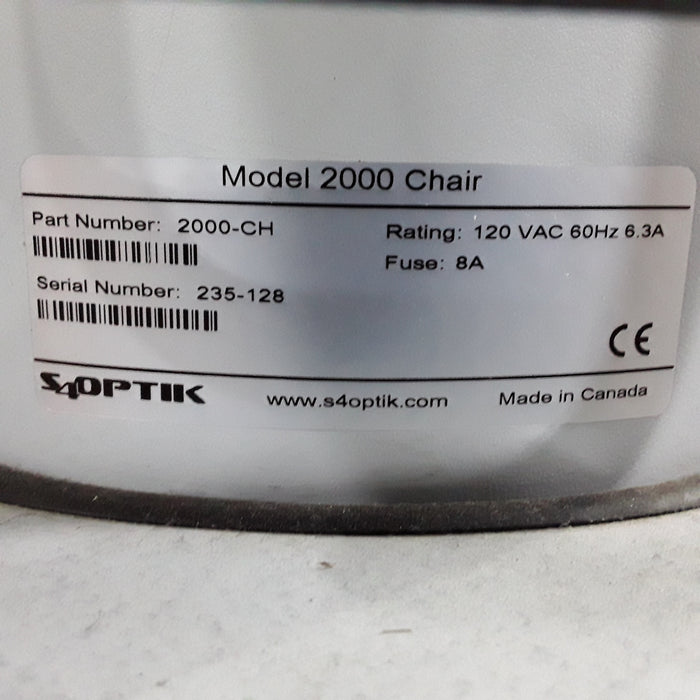 Model 2000 Chair
Part Number: 2000-CH
Rating: 120 VAC 60Hz 6.3A
Fuse: 8A
Serial Number: 235-128
CE
S4OPTIK
www.s4optik.com
Made in Canada